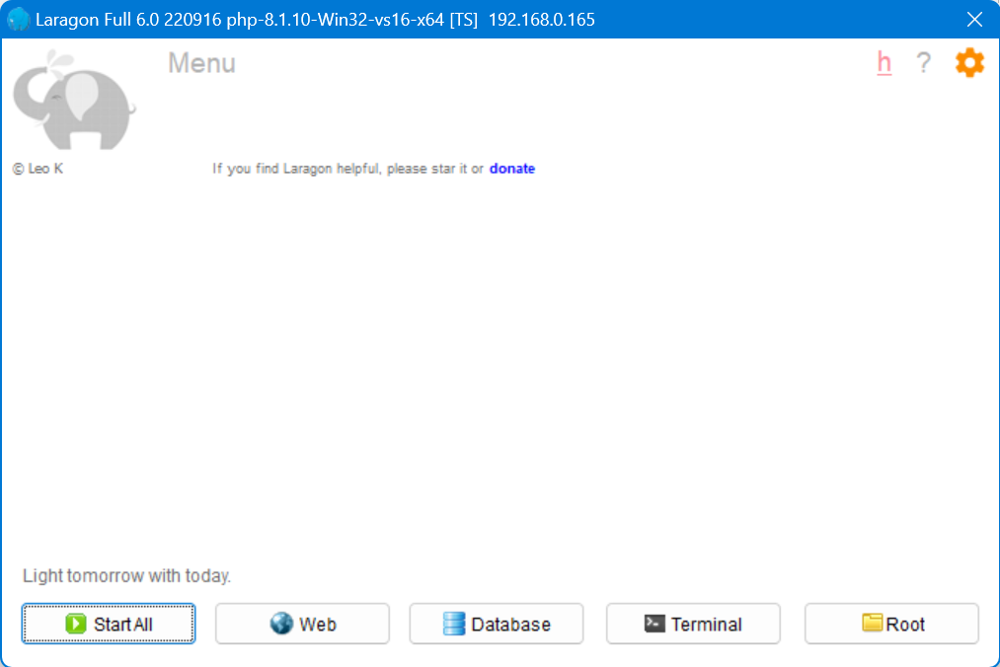 Laragon Full 6.0 220916 php-8.1.10-Win32-vs16-x64 [TS] 192.168.0.165
Menu
h ?
© Leo K
If you find Laragon helpful, please star it or donate
Light tomorrow with today.
Start All Web Database Terminal Root